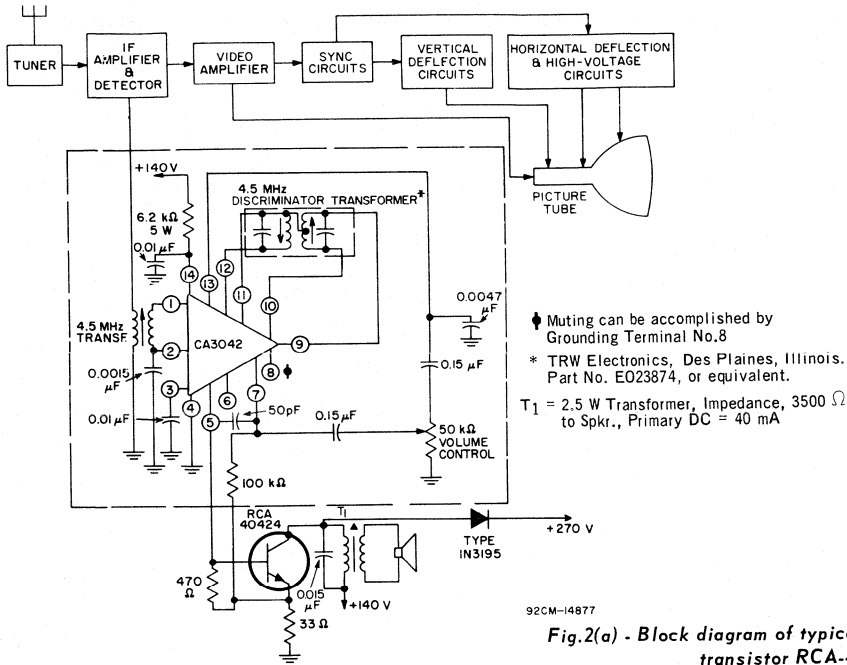 TUNER
IF
AMPLIFIER
&
DETECTOR
VIDEO
AMPLIFIER
SYNC
CIRCUITS
VERTICAL
DEFLECTION
CIRCUITS
HORIZONTAL DEFLECTION
& HIGH-VOLTAGE
CIRCUITS
PICTURE
TUBE
+140 V
6.2 kΩ
5 W
0.01 µF
4.5 MHz
DISCRIMINATOR TRANSFORMER*
14
13
12
11
10
1
4.5 MHz
TRANSF.
2
CA3042
9
0.0015
µF
3
8
0.01 µF
4
5
6
7
50 pF
0.15 µF
0.0047
µF
0.15 µF
50 kΩ
VOLUME
CONTROL
100 kΩ
RCA
40424
T1
TYPE
IN3195
+270 V
470
Ω
0.015
µF
+140 V
33 Ω
Muting can be accomplished by
Grounding Terminal No.8
* TRW Electronics, Des Plaines, Illinois.
Part No. EO23874, or equivalent.
T1 = 2.5 W Transformer, Impedance, 3500 Ω
to Spkr., Primary DC = 40 mA
92CM-14877
Fig.2(a) - Block diagram of typic
transistor RCA-